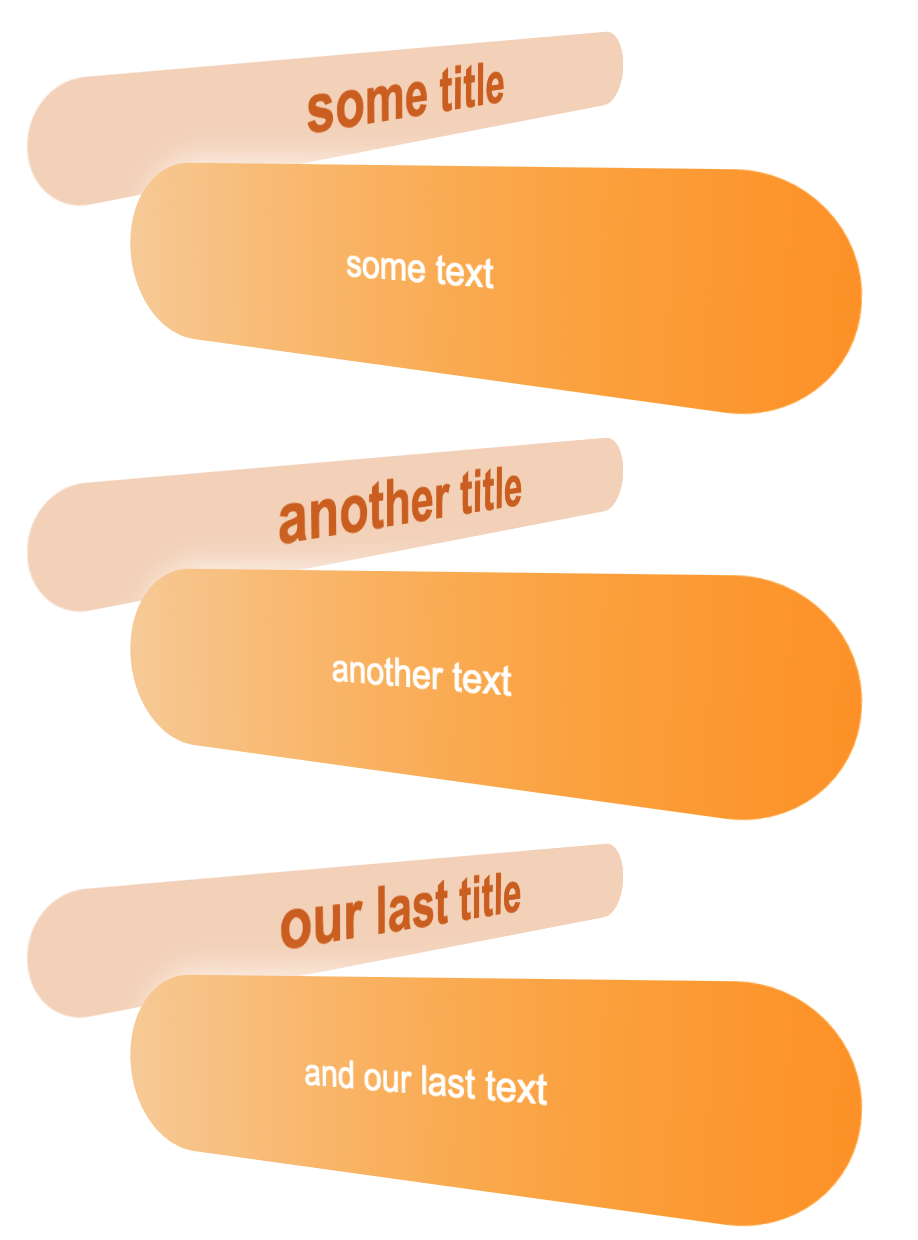 some title
some text
another title
another text
our last title
and our last text